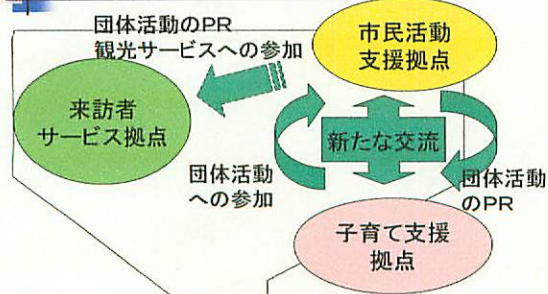 団体活動のPR
観光サービスへの参加
市民活動
支援拠点
来訪者
サービス拠点
新たな交流
団体活動
への参加
団体活動
のPR
子育て支援
拠点